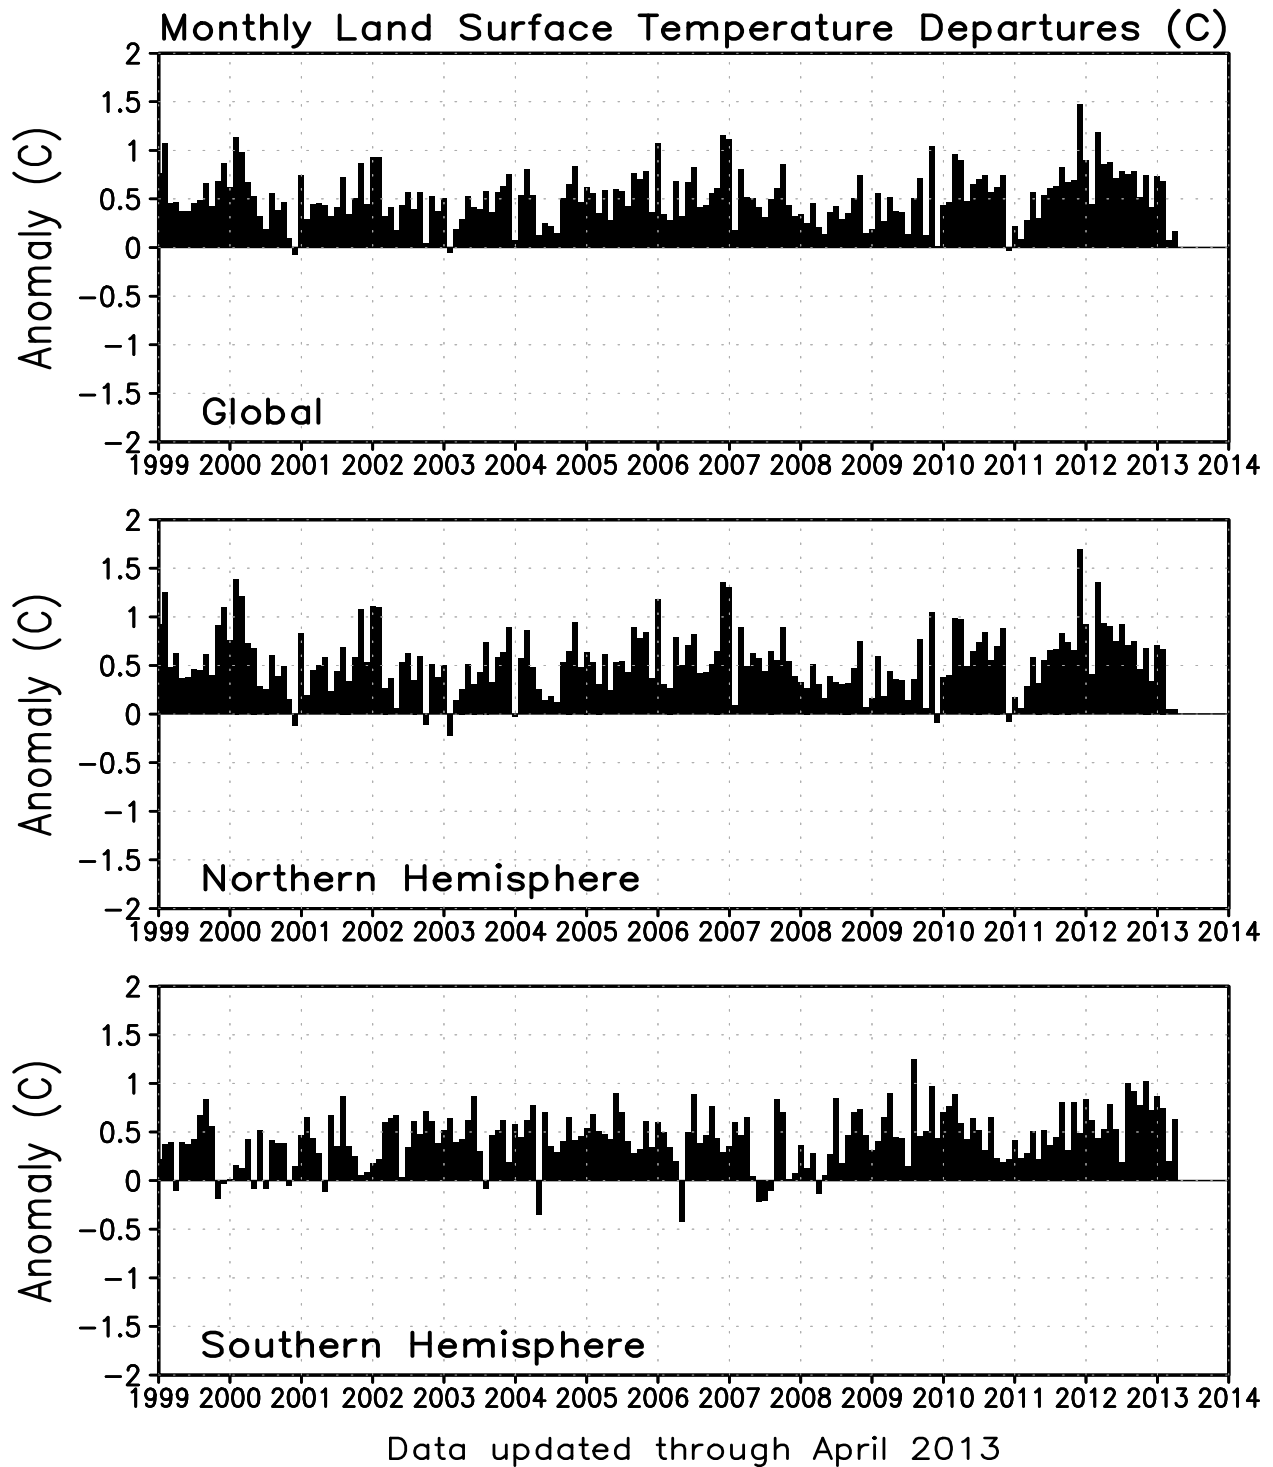 Monthly Land Surface Temperature Departures (C)
2
1.5
1
0.5
0
−0.5
−1
−1.5
−2
Anomaly (C)
Global
1999 2000 2001 2002 2003 2004 2005 2006 2007 2008 2009 2010 2011 2012 2013 2014
2
1.5
1
0.5
0
−0.5
−1
−1.5
−2
Anomaly (C)
Northern Hemisphere
1999 2000 2001 2002 2003 2004 2005 2006 2007 2008 2009 2010 2011 2012 2013 2014
2
1.5
1
0.5
0
−0.5
−1
−1.5
−2
Anomaly (C)
Southern Hemisphere
1999 2000 2001 2002 2003 2004 2005 2006 2007 2008 2009 2010 2011 2012 2013 2014
Data updated through April 2013